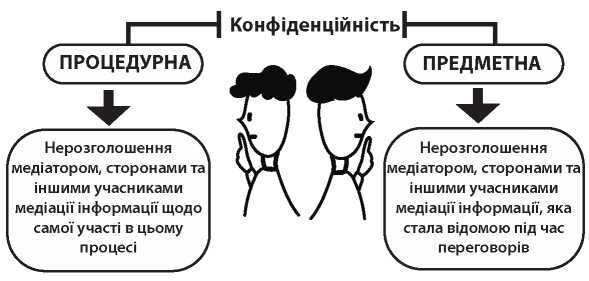 Конфіденційність
ПРОЦЕДУРНА
ПРЕДМЕТНА
Нерозголошення
медіатором, сторонами та
іншими учасниками
медіації інформації щодо
самої участі в цьому
процесі
Нерозголошення
медіатором, сторонами та
іншими учасниками
медіації інформації, яка
стала відомою під час
переговорів